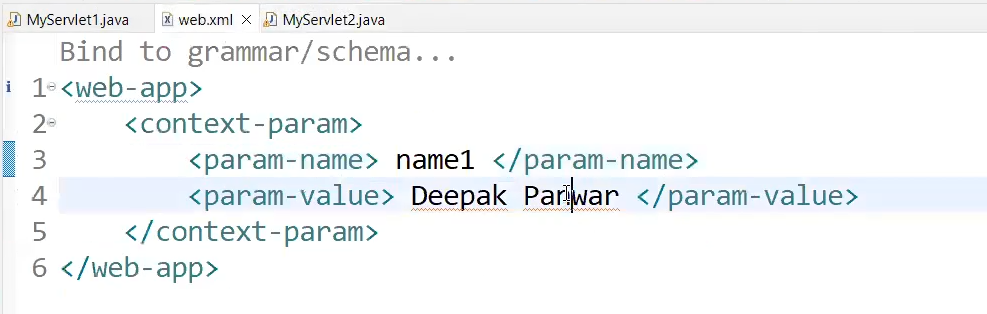 MyServlet1.java web.xml MyServlet2.java
Bind to grammar/schema...
1 <web-app>
2 <context-param>
3 <param-name> name1 </param-name>
4 <param-value> Deepak Panwar </param-value>
5 </context-param>
6 </web-app>